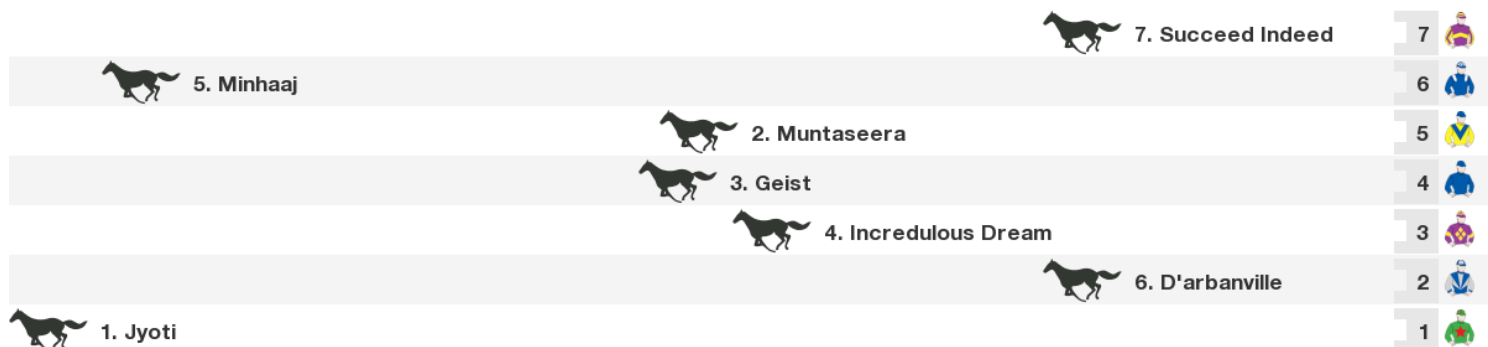 7. Succeed Indeed 7
5. Minhaaj 6
2. Muntaseera 5
3. Geist 4
4. Incredulous Dream 3
6. D'arbanville 2
1. Jyoti 1